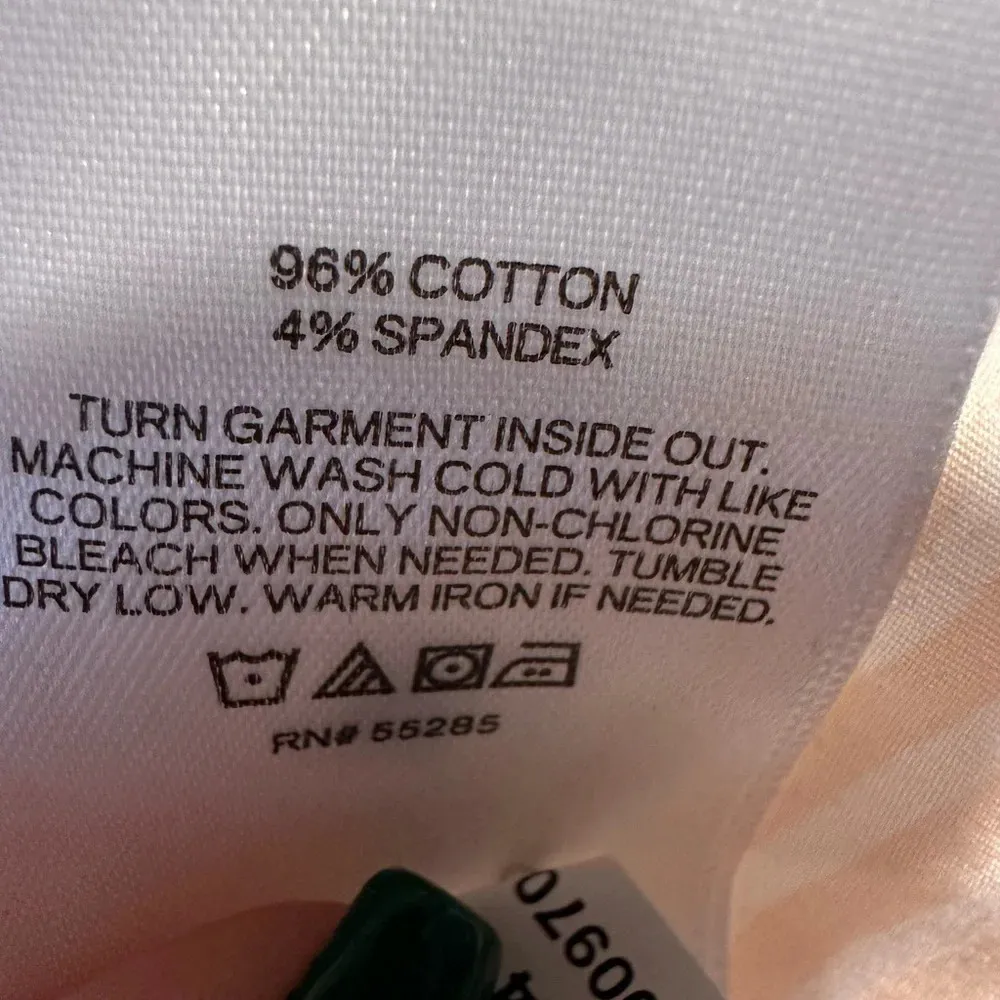 96% COTTON
4% SPANDEX
TURN GARMENT INSIDE OUT.
MACHINE WASH COLD WITH LIKE
COLORS. ONLY NON-CHLORINE
BLEACH WHEN NEEDED. TUMBLE
DRY LOW. WARM IRON IF NEEDED.
RN# 55285